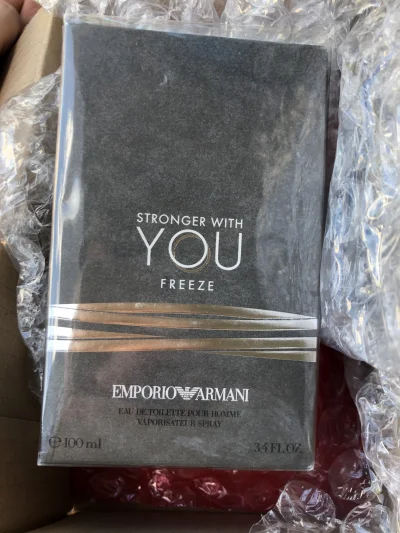 STRONGER WITH
YOU
FREEZE
EMPORIO ARMANI
EAU DE TOILETTE POUR HOMME
VAPORISATEUR SPRAY
℮100 ml 3.4 FL.OZ.